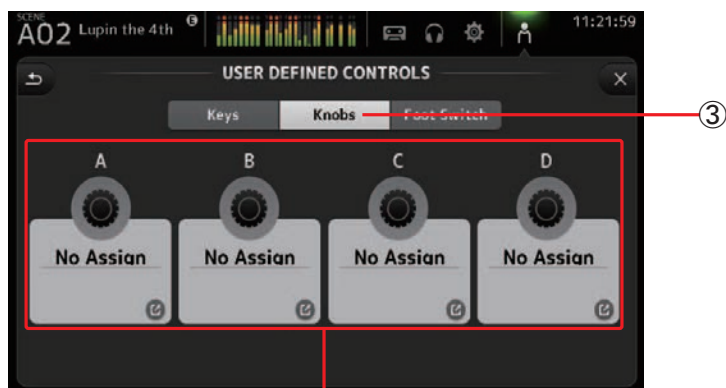 SCENE
A02 Lupin the 4th E 11:21:59
USER DEFINED CONTROLS
Keys Knobs Foot Switch
③
A B C D
No Assign No Assign No Assign No Assign